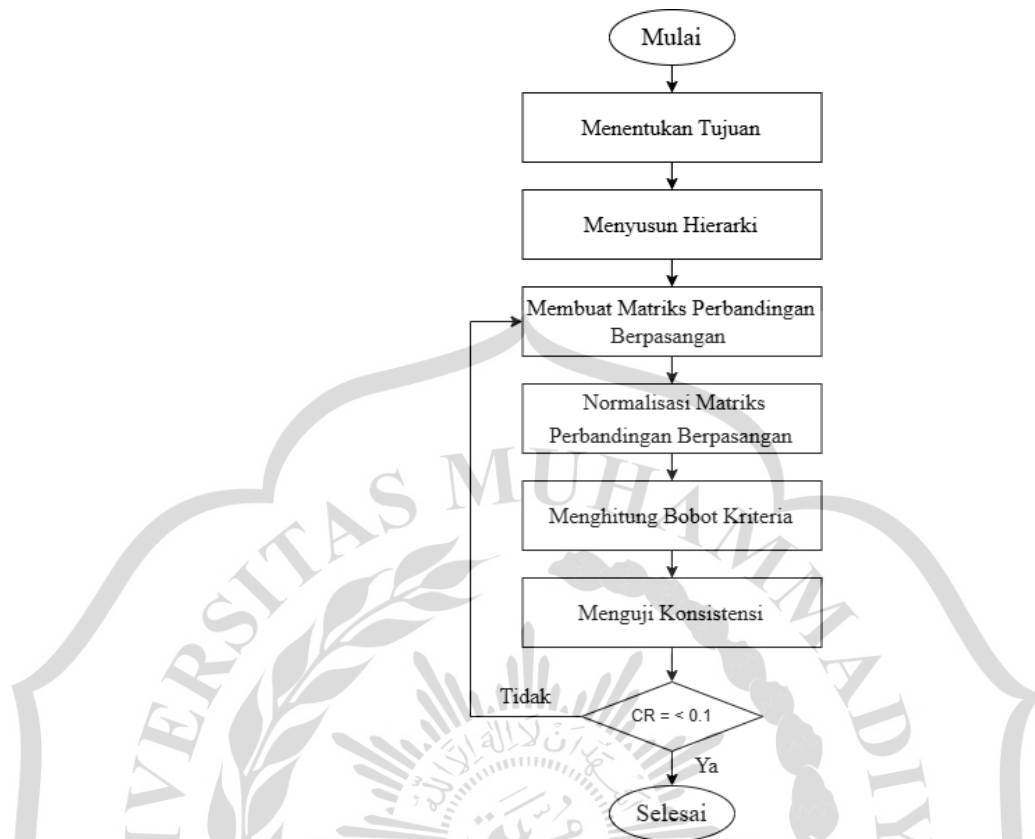 Mulai
Menentukan Tujuan
Menyusun Hierarki
Membuat Matriks Perbandingan
Berpasangan
Normalisasi Matriks
Perbandingan Berpasangan
UNIVERSITAS MUHAMMADIY
Menghitung Bobot Kriteria
Menguji Konsistensi
Tidak
CR = < 0.1
Ya
Selesai